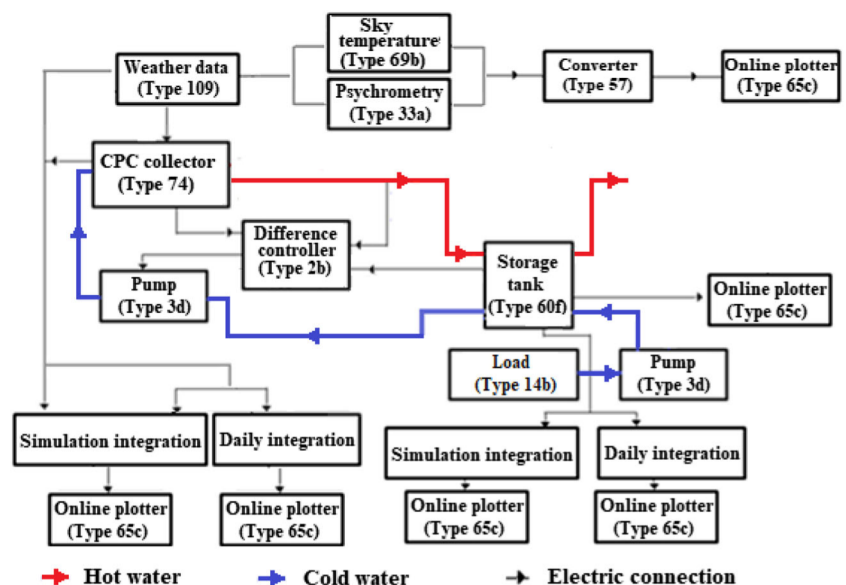 Sky
temperature
(Type 69b)
Weather data
(Type 109)
Psychrometry
(Type 33a)
Converter
(Type 57)
Online plotter
(Type 65c)
CPC collector
(Type 74)
Difference
controller
(Type 2b)
Pump
(Type 3d)
Storage
tank
(Type 60f)
Online plotter
(Type 65c)
Load
(Type 14b)
Pump
(Type 3d)
Simulation integration
Daily integration
Simulation integration
Daily integration
Online plotter
(Type 65c)
Online plotter
(Type 65c)
Online plotter
(Type 65c)
Online plotter
(Type 65c)
Hot water
Cold water
Electric connection